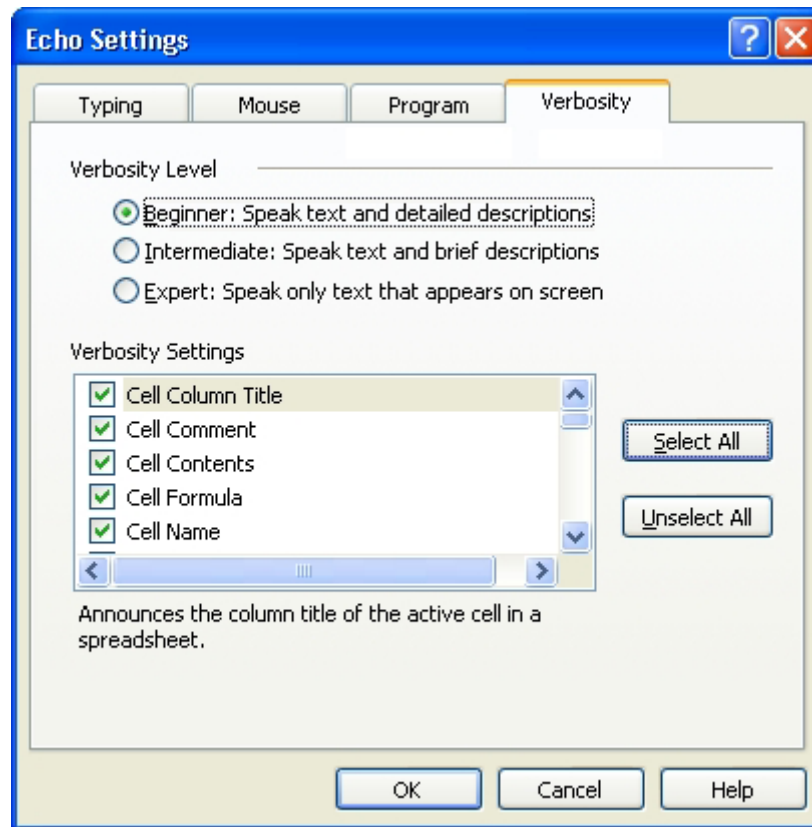 Echo Settings
Typing Mouse Program Verbosity
Verbosity Level
Beginner: Speak text and detailed descriptions
Intermediate: Speak text and brief descriptions
Expert: Speak only text that appears on screen
Verbosity Settings
Cell Column Title
Cell Comment
Cell Contents
Cell Formula
Cell Name
Select All
Unselect All
Announces the column title of the active cell in a
spreadsheet.
OK Cancel Help